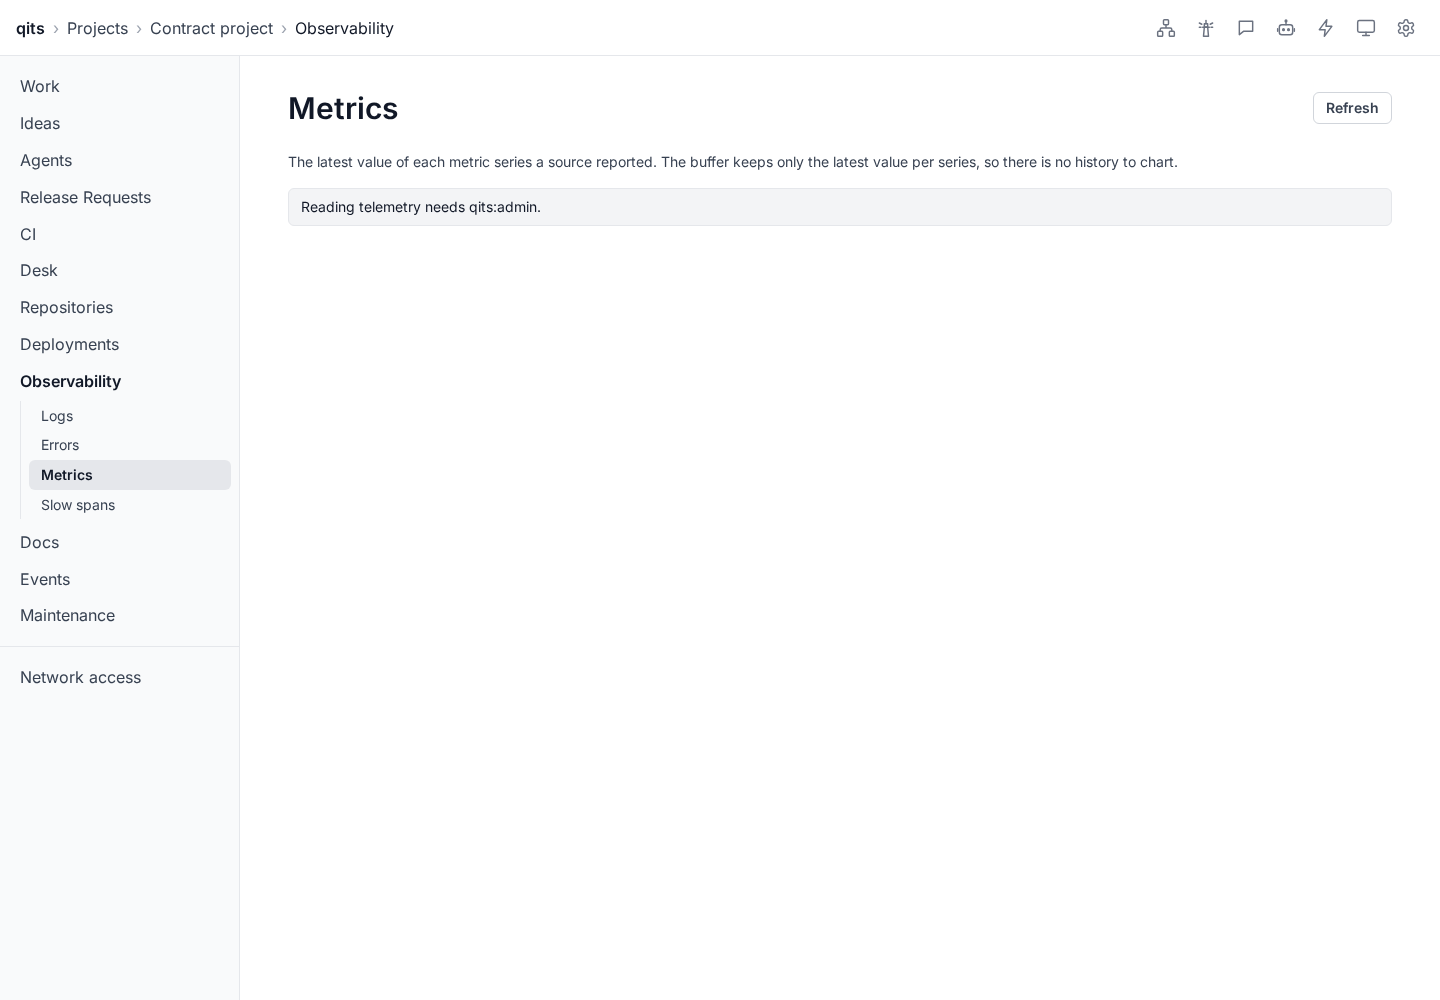 qits › Projects › Contract project › Observability
Work
Ideas
Agents
Release Requests
CI
Desk
Repositories
Deployments
Observability
Logs
Errors
Metrics
Slow spans
Docs
Events
Maintenance
Network access
Metrics
Refresh
The latest value of each metric series a source reported. The buffer keeps only the latest value per series, so there is no history to chart.
Reading telemetry needs qits:admin.